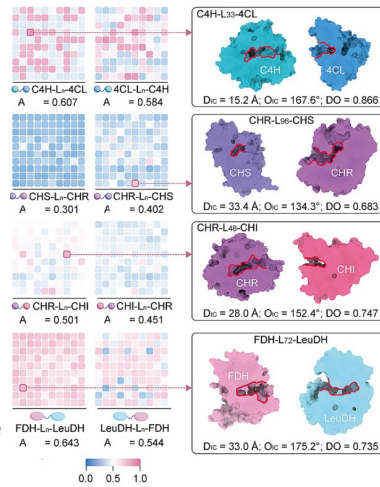 C4H-L33-4CL
C4H
4CL
C4H-Ln-4CL
4CL-Ln-C4H
A = 0.607
A = 0.584
DIC = 15.2 Å; OIC = 167.6°; DO = 0.866
CHR-L96-CHS
CHS
CHR
CHS-Ln-CHR
CHR-Ln-CHS
A = 0.301
A = 0.402
DIC = 33.4 Å; OIC = 134.3°; DO = 0.683
CHR-L48-CHI
CHR
CHI
CHR-Ln-CHI
CHI-Ln-CHR
A = 0.501
A = 0.451
DIC = 28.0 Å; OIC = 152.4°; DO = 0.747
FDH-L72-LeuDH
FDH
LeuDH
FDH-Ln-LeuDH
LeuDH-Ln-FDH
A = 0.643
A = 0.544
DIC = 33.0 Å; OIC = 175.2°; DO = 0.735
0.0 0.5 1.0